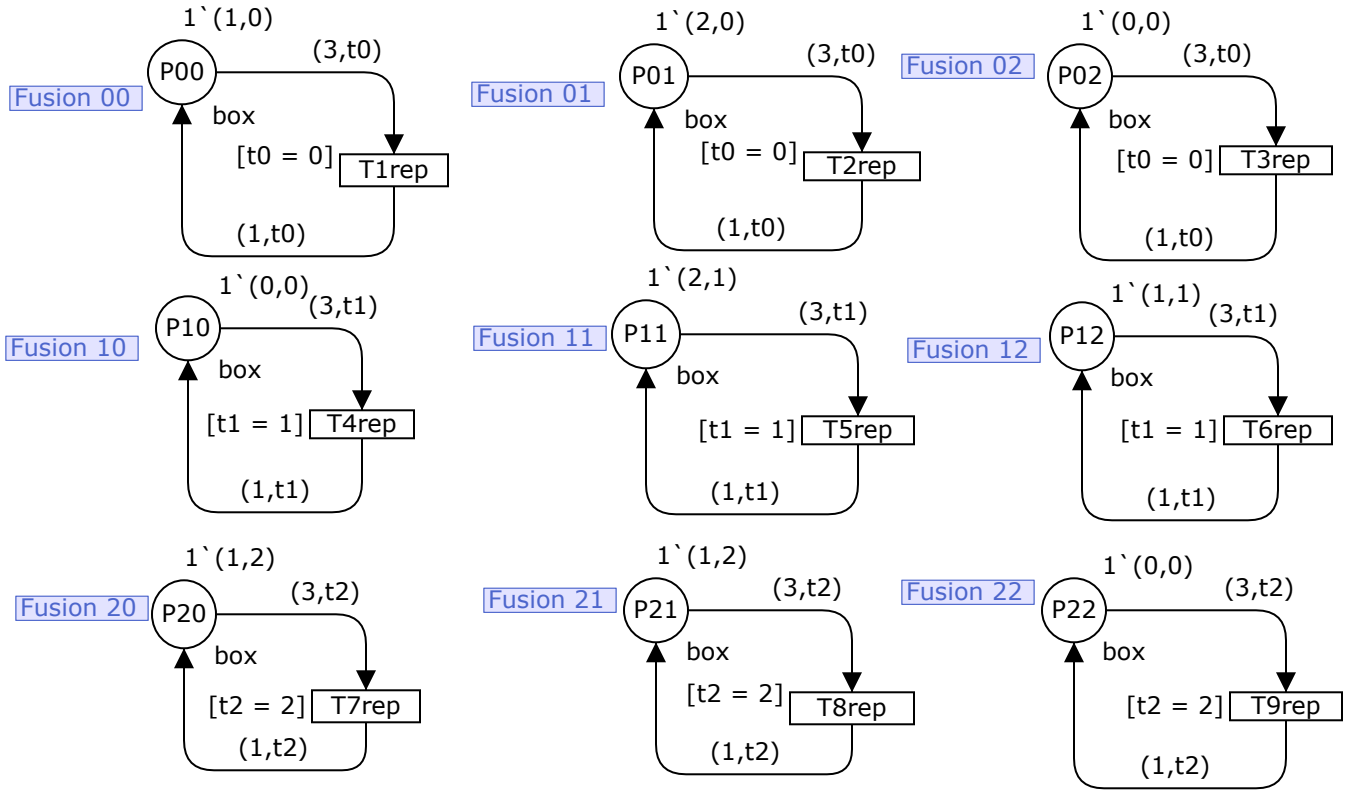 1`(1,0)
(3,t0)
P00
Fusion 00
box
[t0 = 0]
T1rep
(1,t0)
1`(2,0)
(3,t0)
P01
Fusion 01
box
[t0 = 0]
T2rep
(1,t0)
1`(0,0)
(3,t0)
Fusion 02
P02
box
[t0 = 0]
T3rep
(1,t0)
1`(0,0)
(3,t1)
P10
Fusion 10
box
[t1 = 1]
T4rep
(1,t1)
1`(2,1)
(3,t1)
P11
Fusion 11
box
[t1 = 1]
T5rep
(1,t1)
1`(1,1)
(3,t1)
P12
Fusion 12
box
[t1 = 1]
T6rep
(1,t1)
1`(1,2)
(3,t2)
Fusion 20
P20
box
[t2 = 2]
T7rep
(1,t2)
1`(1,2)
(3,t2)
Fusion 21
P21
box
[t2 = 2]
T8rep
(1,t2)
1`(0,0)
(3,t2)
Fusion 22
P22
box
[t2 = 2]
T9rep
(1,t2)